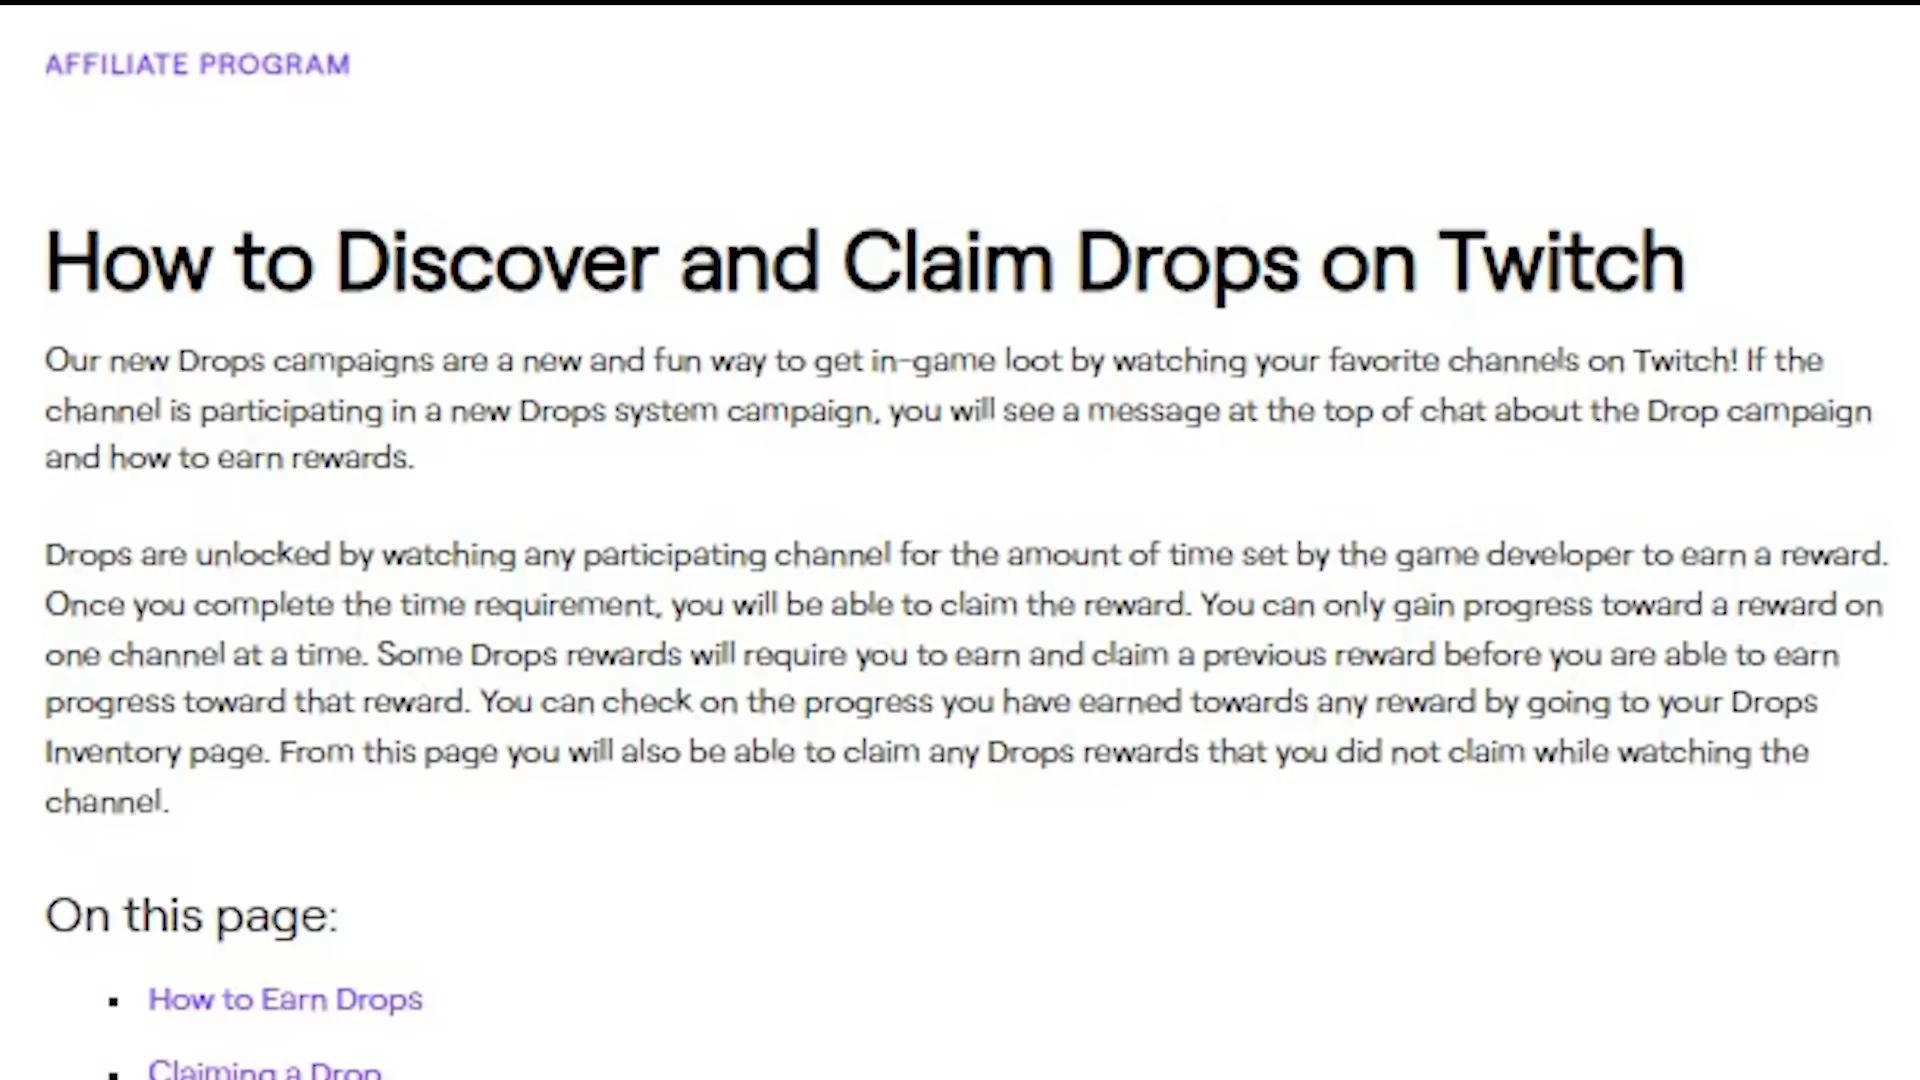 AFFILIATE PROGRAM
How to Discover and Claim Drops on Twitch
Our new Drops campaigns are a new and fun way to get in-game loot by watching your favorite channels on Twitch! If the
channel is participating in a new Drops system campaign, you will see a message at the top of chat about the Drop campaign
and how to earn rewards.
Drops are unlocked by watching any participating channel for the amount of time set by the game developer to earn a reward.
Once you complete the time requirement, you will be able to claim the reward. You can only gain progress toward a reward on
one channel at a time. Some Drops rewards will require you to earn and claim a previous reward before you are able to earn
progress toward that reward. You can check on the progress you have earned towards any reward by going to your Drops
Inventory page. From this page you will also be able to claim any Drops rewards that you did not claim while watching the
channel.
On this page:
▪ How to Earn Drops
▪ Claiming a Drop